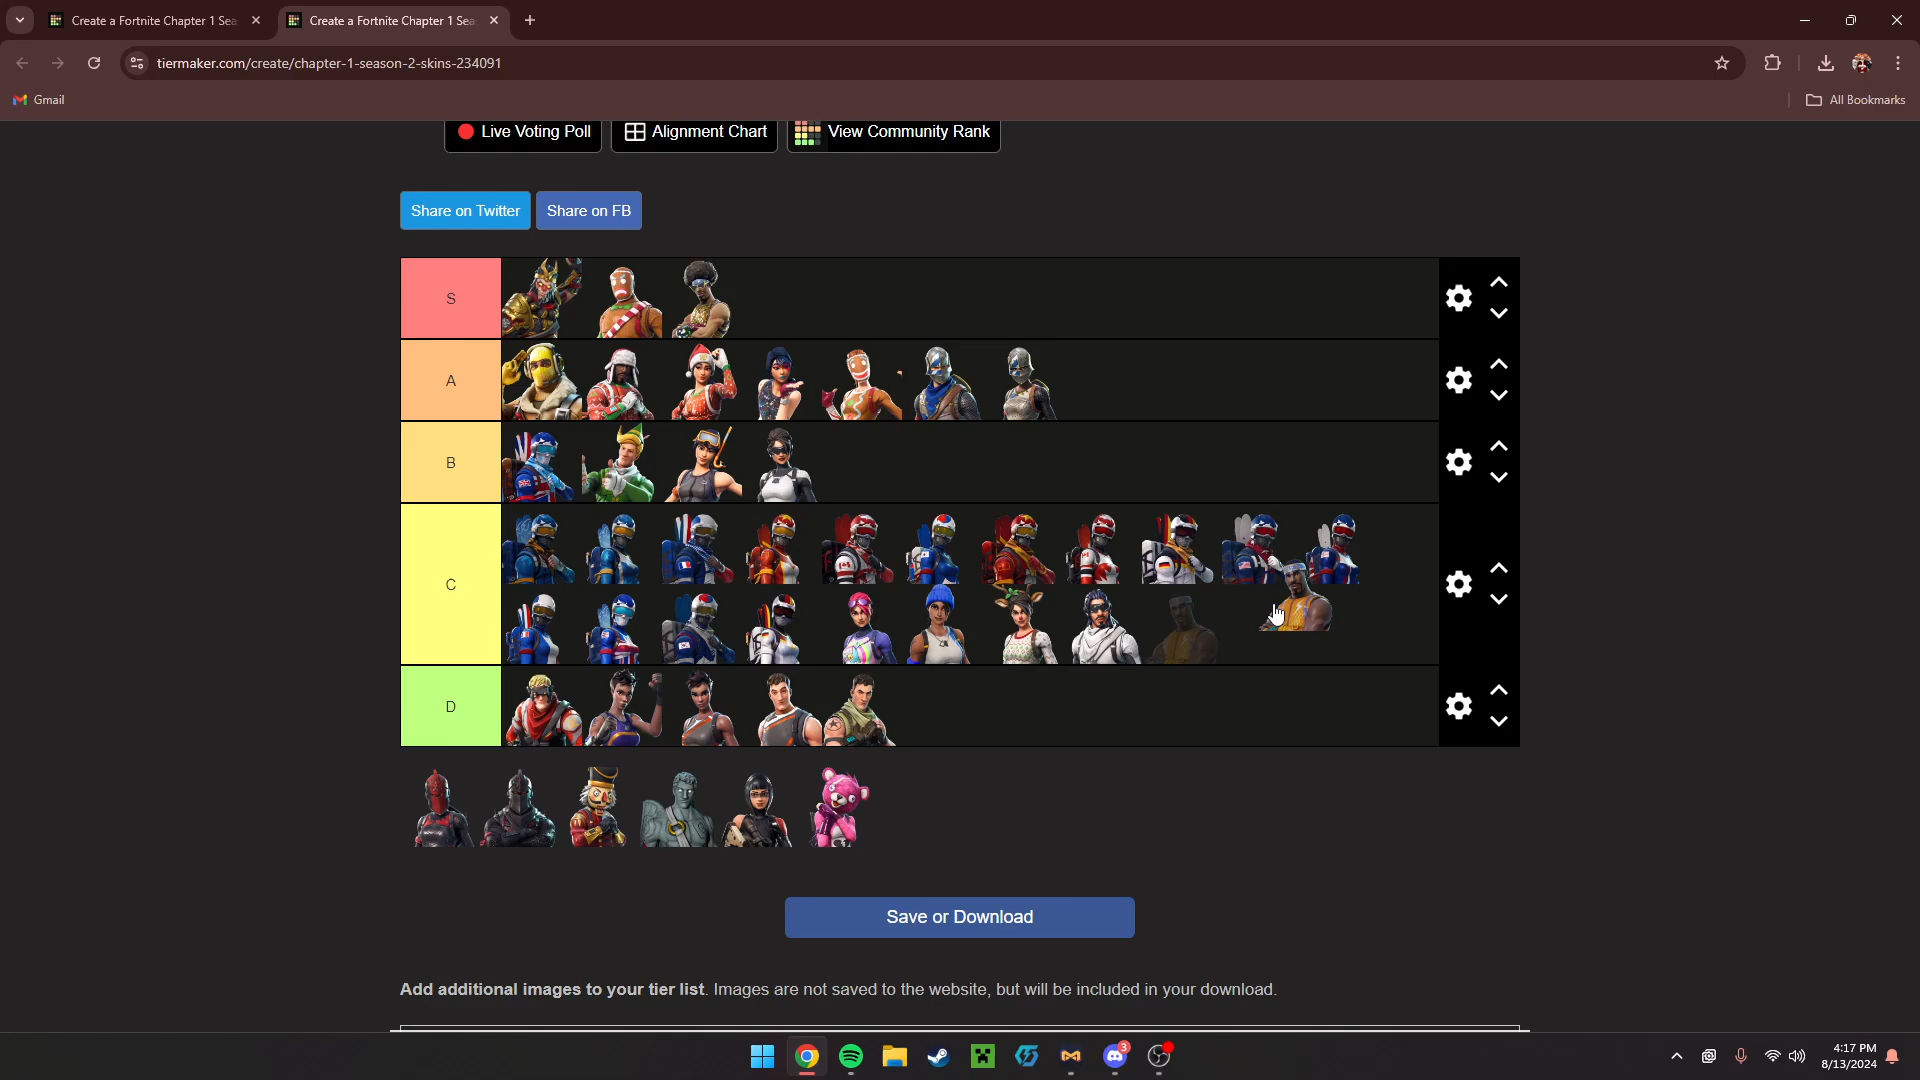 Create a Fortnite Chapter 1 Sea
Create a Fortnite Chapter 1 Sea
tiermaker.com/create/chapter-1-season-2-skins-234091
Gmail
All Bookmarks
Live Voting Poll
Alignment Chart
View Community Rank
Share on Twitter
Share on FB
S
A
B
C
D
Save or Download
Add additional images to your tier list. Images are not saved to the website, but will be included in your download.
3
4:17 PM
8/13/2024